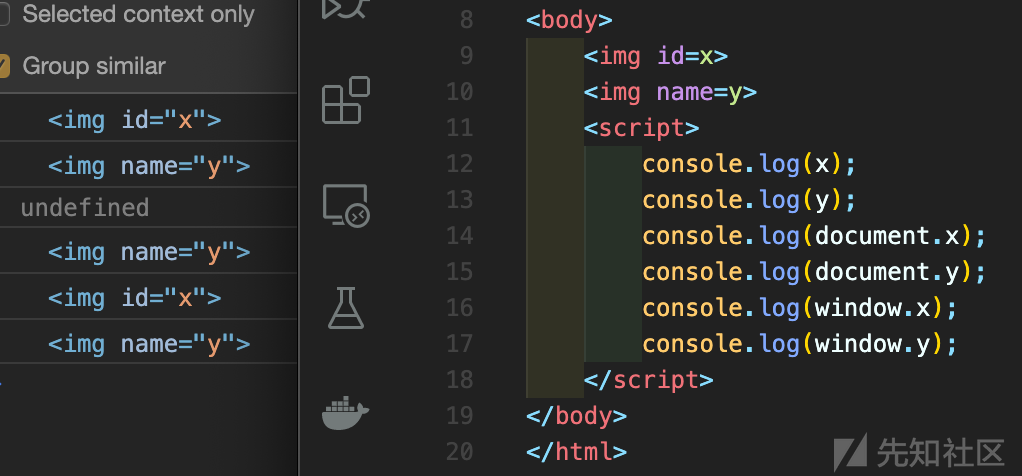 Selected context only
Group similar
<img id="x">
<img name="y">
undefined
<img name="y">
<img id="x">
<img name="y">
8 <body>
9 <img id=x>
10 <img name=y>
11 <script>
12 console.log(x);
13 console.log(y);
14 console.log(document.x);
15 console.log(document.y);
16 console.log(window.x);
17 console.log(window.y);
18 </script>
19 </body>
20 </html>
先知社区